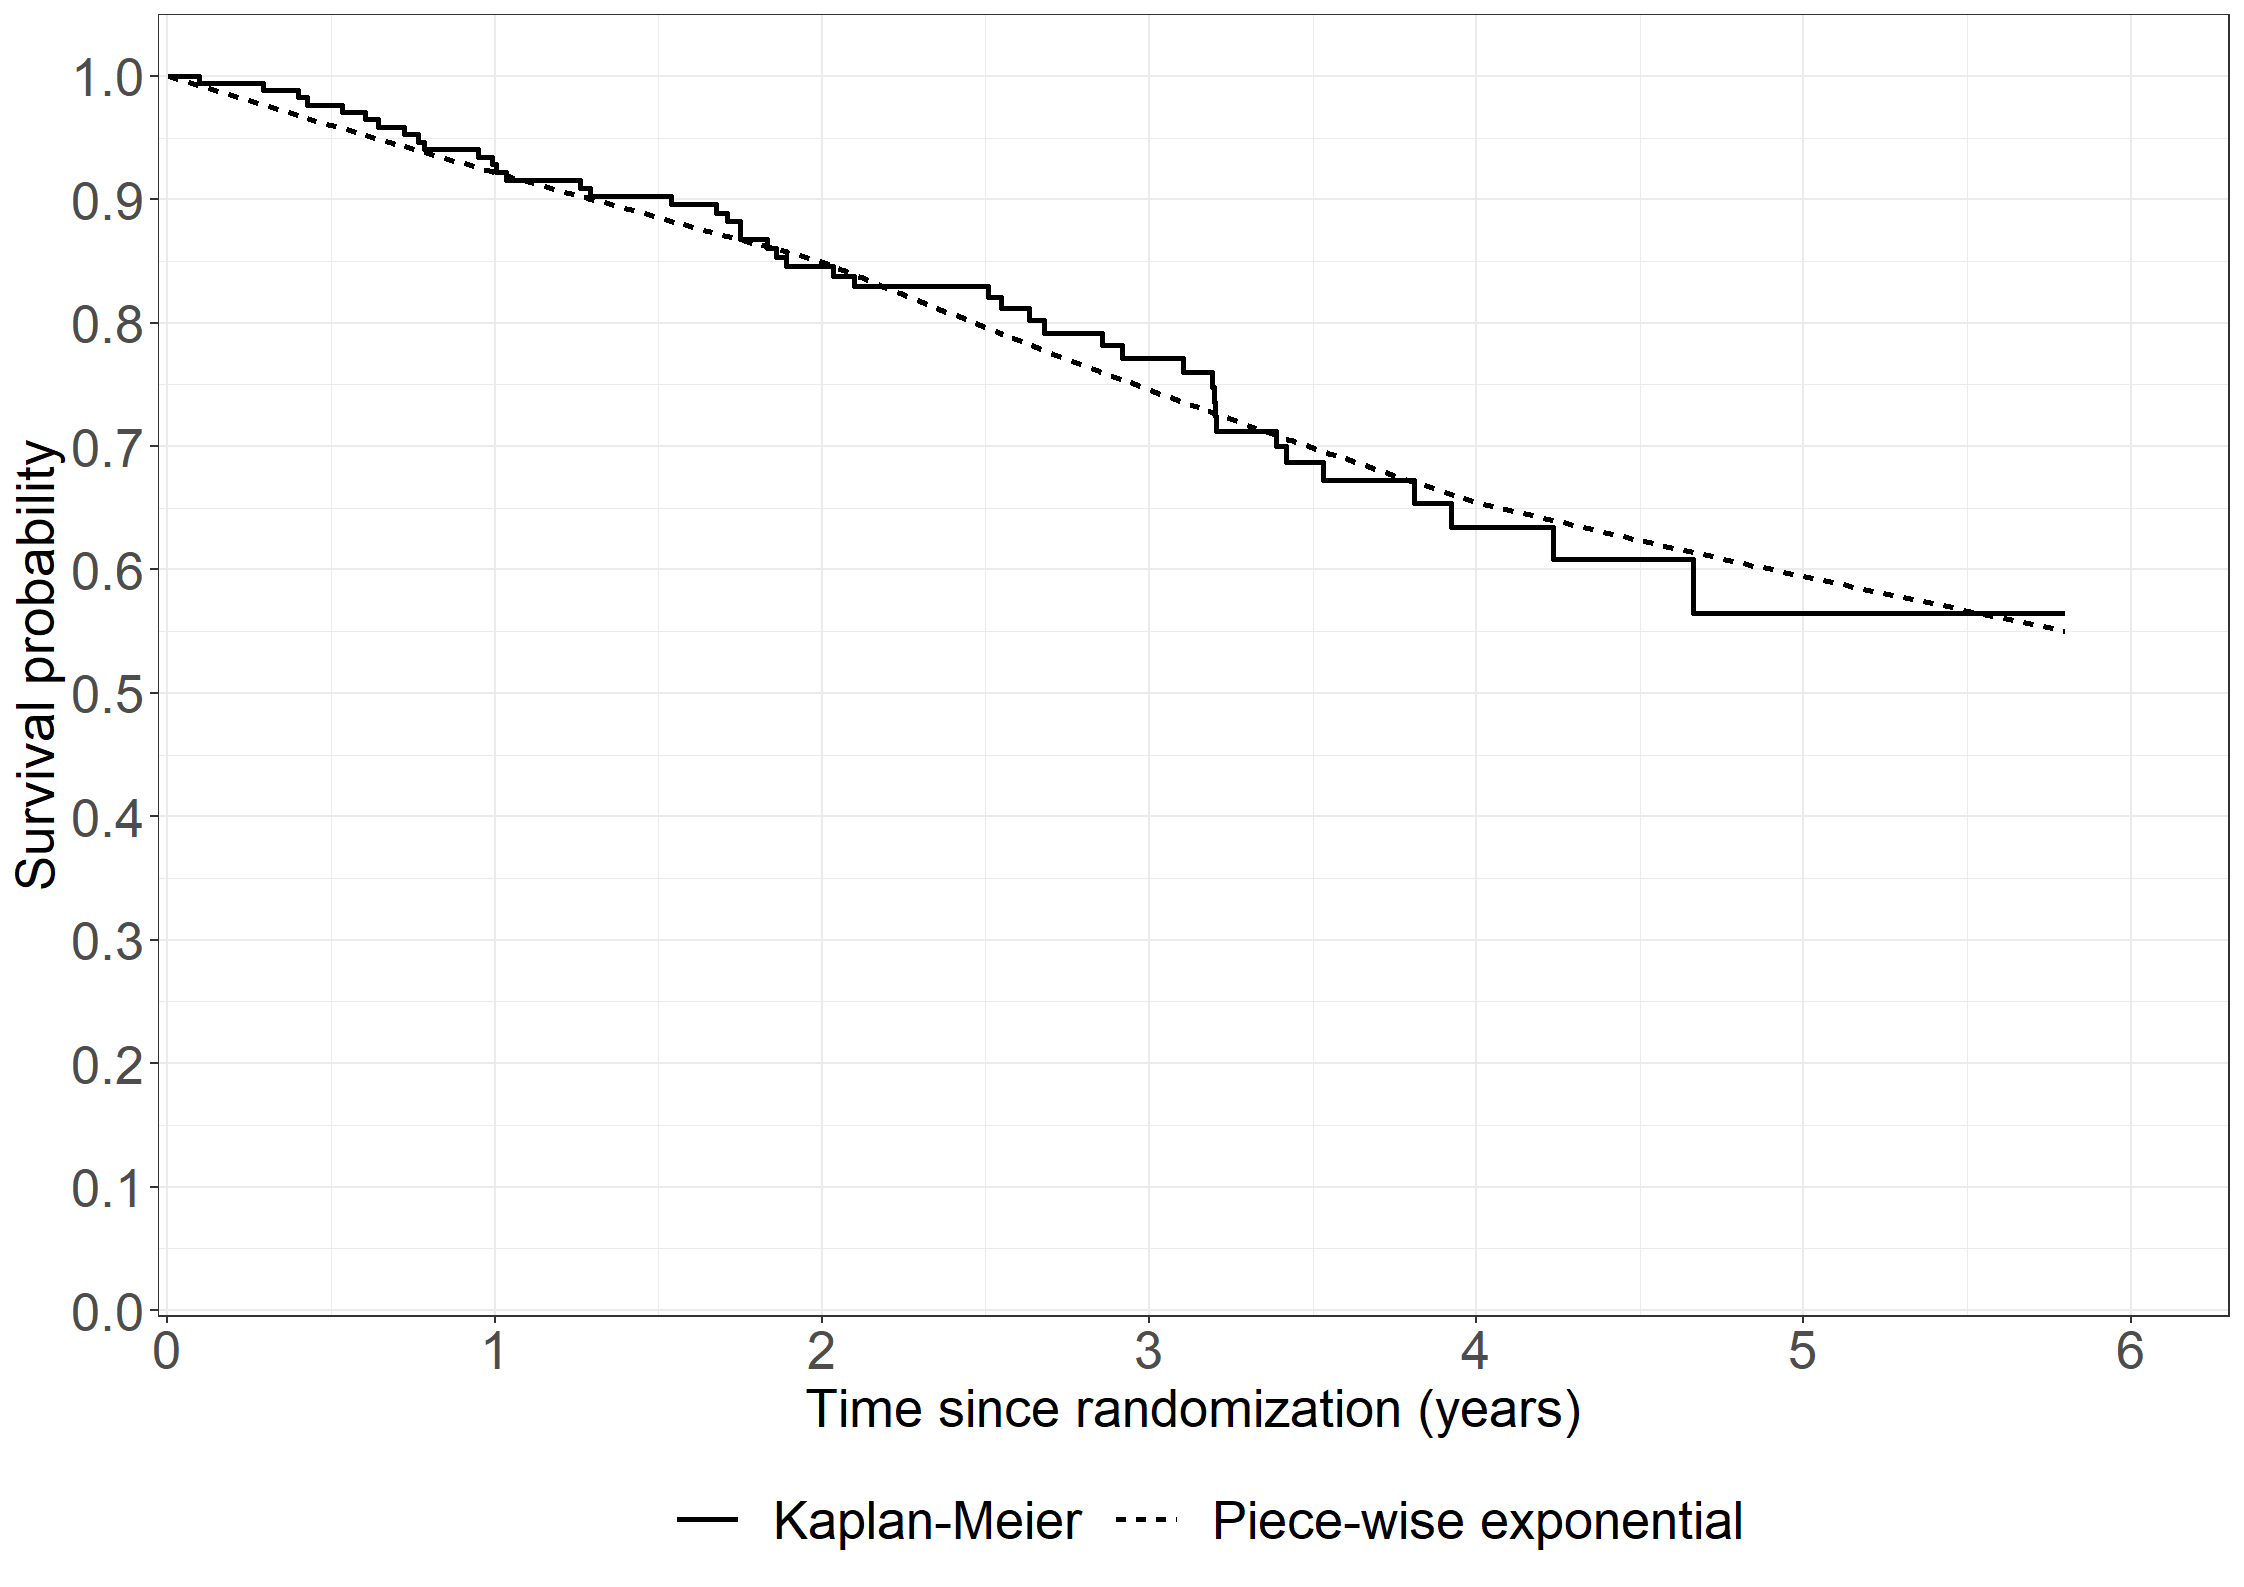 Survival probability
1.0
0.9
0.8
0.7
0.6
0.5
0.4
0.3
0.2
0.1
0.0
0 1 2 3 4 5 6
Time since randomization (years)
Kaplan-Meier Piece-wise exponential